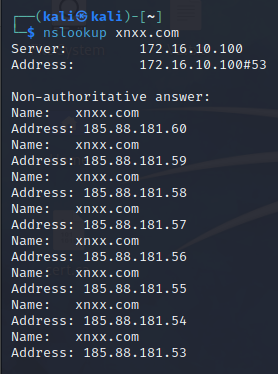 ┌──(kali㉿kali)-[~]
└─$ nslookup xnxx.com
Server:         172.16.10.100
Address:        172.16.10.100#53

Non-authoritative answer:
Name:   xnxx.com
Address: 185.88.181.60
Name:   xnxx.com
Address: 185.88.181.59
Name:   xnxx.com
Address: 185.88.181.58
Name:   xnxx.com
Address: 185.88.181.57
Name:   xnxx.com
Address: 185.88.181.56
Name:   xnxx.com
Address: 185.88.181.55
Name:   xnxx.com
Address: 185.88.181.54
Name:   xnxx.com
Address: 185.88.181.53